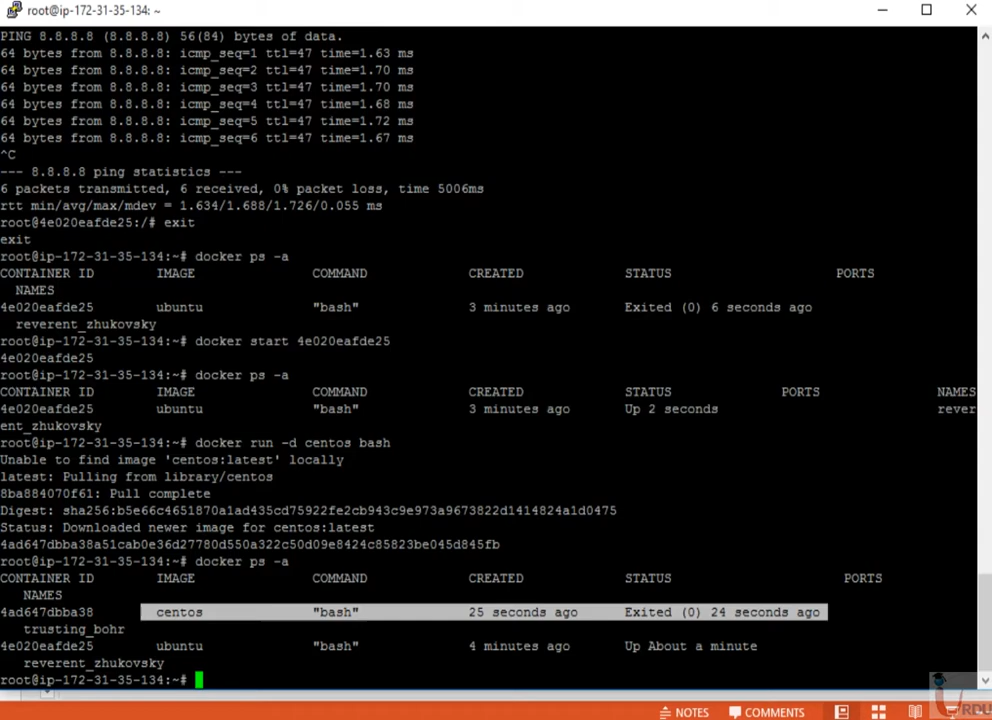 root@ip-172-31-35-134: ~
PING 8.8.8.8 (8.8.8.8) 56(84) bytes of data.
64 bytes from 8.8.8.8: icmp_seq=1 ttl=47 time=1.63 ms
64 bytes from 8.8.8.8: icmp_seq=2 ttl=47 time=1.70 ms
64 bytes from 8.8.8.8: icmp_seq=3 ttl=47 time=1.70 ms
64 bytes from 8.8.8.8: icmp_seq=4 ttl=47 time=1.68 ms
64 bytes from 8.8.8.8: icmp_seq=5 ttl=47 time=1.72 ms
64 bytes from 8.8.8.8: icmp_seq=6 ttl=47 time=1.67 ms
^C
--- 8.8.8.8 ping statistics ---
6 packets transmitted, 6 received, 0% packet loss, time 5006ms
rtt min/avg/max/mdev = 1.634/1.688/1.726/0.055 ms
root@4e020eafde25:/# exit
exit
root@ip-172-31-35-134:~# docker ps -a
CONTAINER ID IMAGE COMMAND CREATED STATUS PORTS
NAMES
4e020eafde25 ubuntu "bash" 3 minutes ago Exited (0) 6 seconds ago
reverent_zhukovsky
root@ip-172-31-35-134:~# docker start 4e020eafde25
4e020eafde25
root@ip-172-31-35-134:~# docker ps -a
CONTAINER ID IMAGE COMMAND CREATED STATUS PORTS NAMES
4e020eafde25 ubuntu "bash" 3 minutes ago Up 2 seconds rever
ent_zhukovsky
root@ip-172-31-35-134:~# docker run -d centos bash
Unable to find image 'centos:latest' locally
latest: Pulling from library/centos
8ba884070f61: Pull complete
Digest: sha256:b5e66c4651870a1ad435cd75922fe2cb943c9e973a9673822d1414824a1d0475
Status: Downloaded newer image for centos:latest
4ad647dbba38a51cab0e36d27780d550a322c50d09e8424c85823be045d845fb
root@ip-172-31-35-134:~# docker ps -a
CONTAINER ID IMAGE COMMAND CREATED STATUS PORTS
NAMES
4ad647dbba38 centos "bash" 25 seconds ago Exited (0) 24 seconds ago
trusting_bohr
4e020eafde25 ubuntu "bash" 4 minutes ago Up About a minute
reverent_zhukovsky
root@ip-172-31-35-134:~#
NOTES COMMENTS